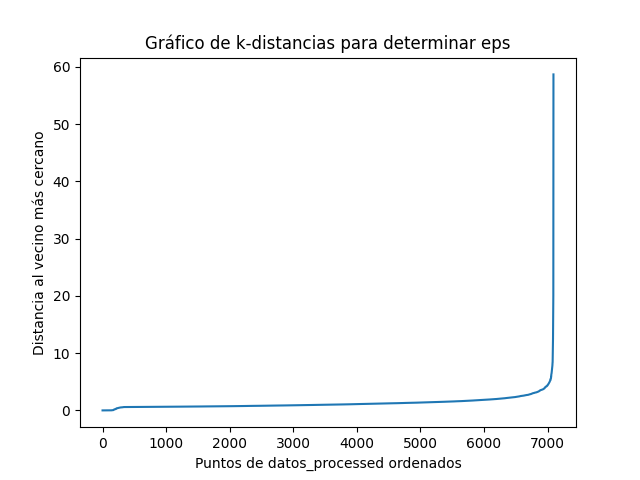 Gráfico de k-distancias para determinar eps
Distancia al vecino más cercano
60
50
40
30
20
10
0
0 1000 2000 3000 4000 5000 6000 7000
Puntos de datos_processed ordenados